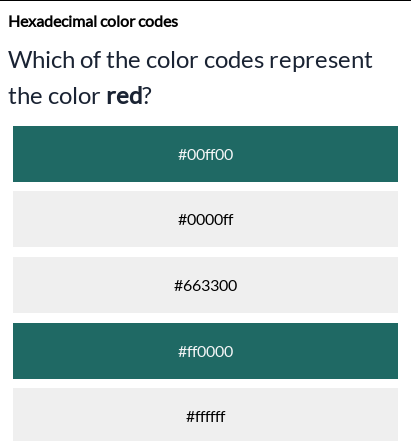 Hexadecimal color codes
Which of the color codes represent
the color red?
#00ff00
#0000ff
#663300
#ff0000
#ffffff